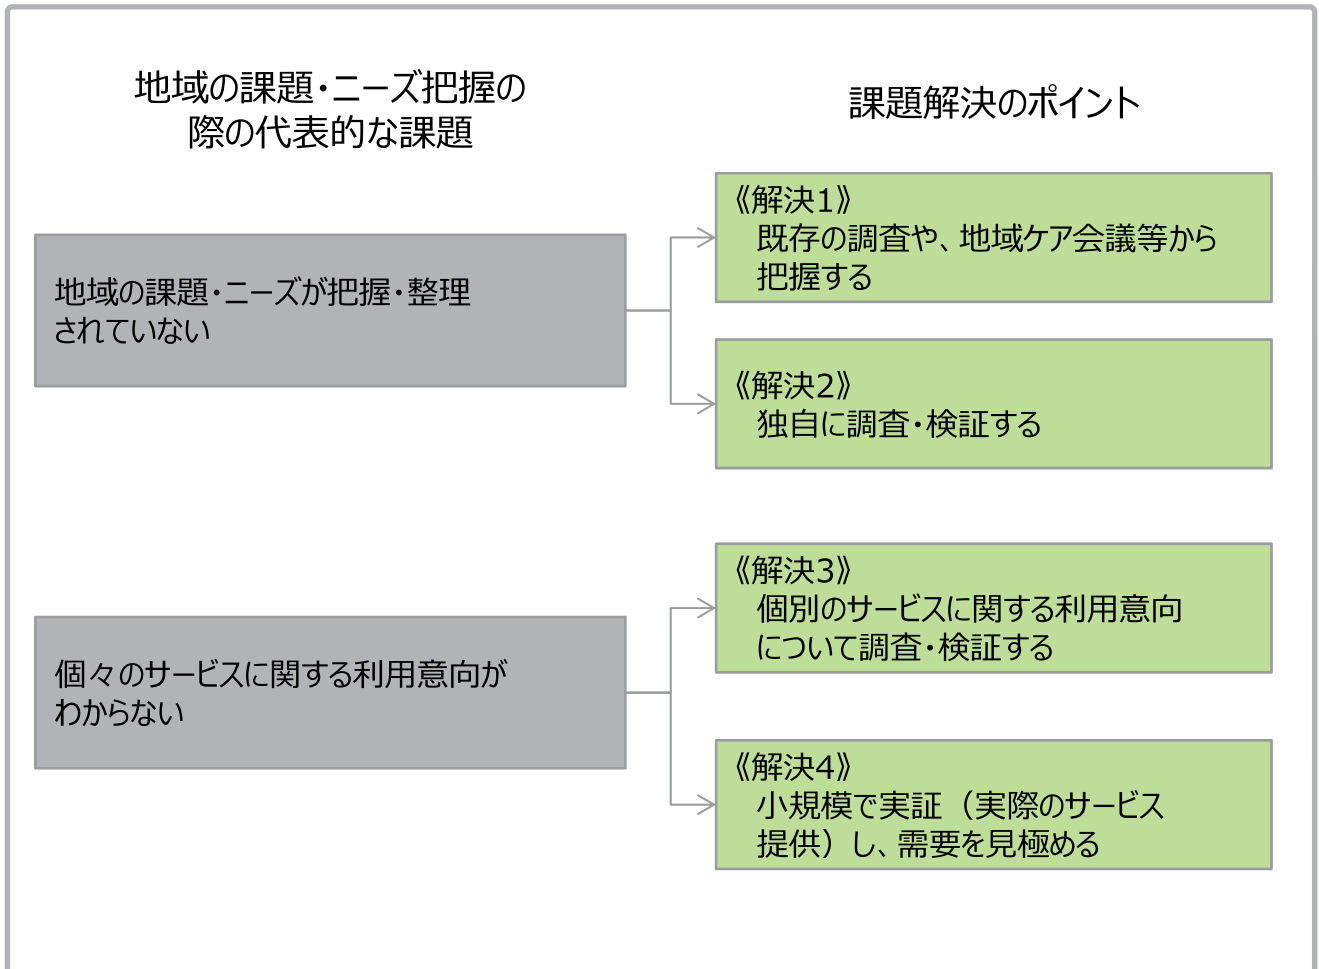 地域の課題・ニーズ把握の
際の代表的な課題
課題解決のポイント
地域の課題・ニーズが把握・整理
されていない
《解決1》
既存の調査や、地域ケア会議等から
把握する
《解決2》
独自に調査・検証する
個々のサービスに関する利用意向が
わからない
《解決3》
個別のサービスに関する利用意向
について調査・検証する
《解決4》
小規模で実証（実際のサービス
提供）し、需要を見極める